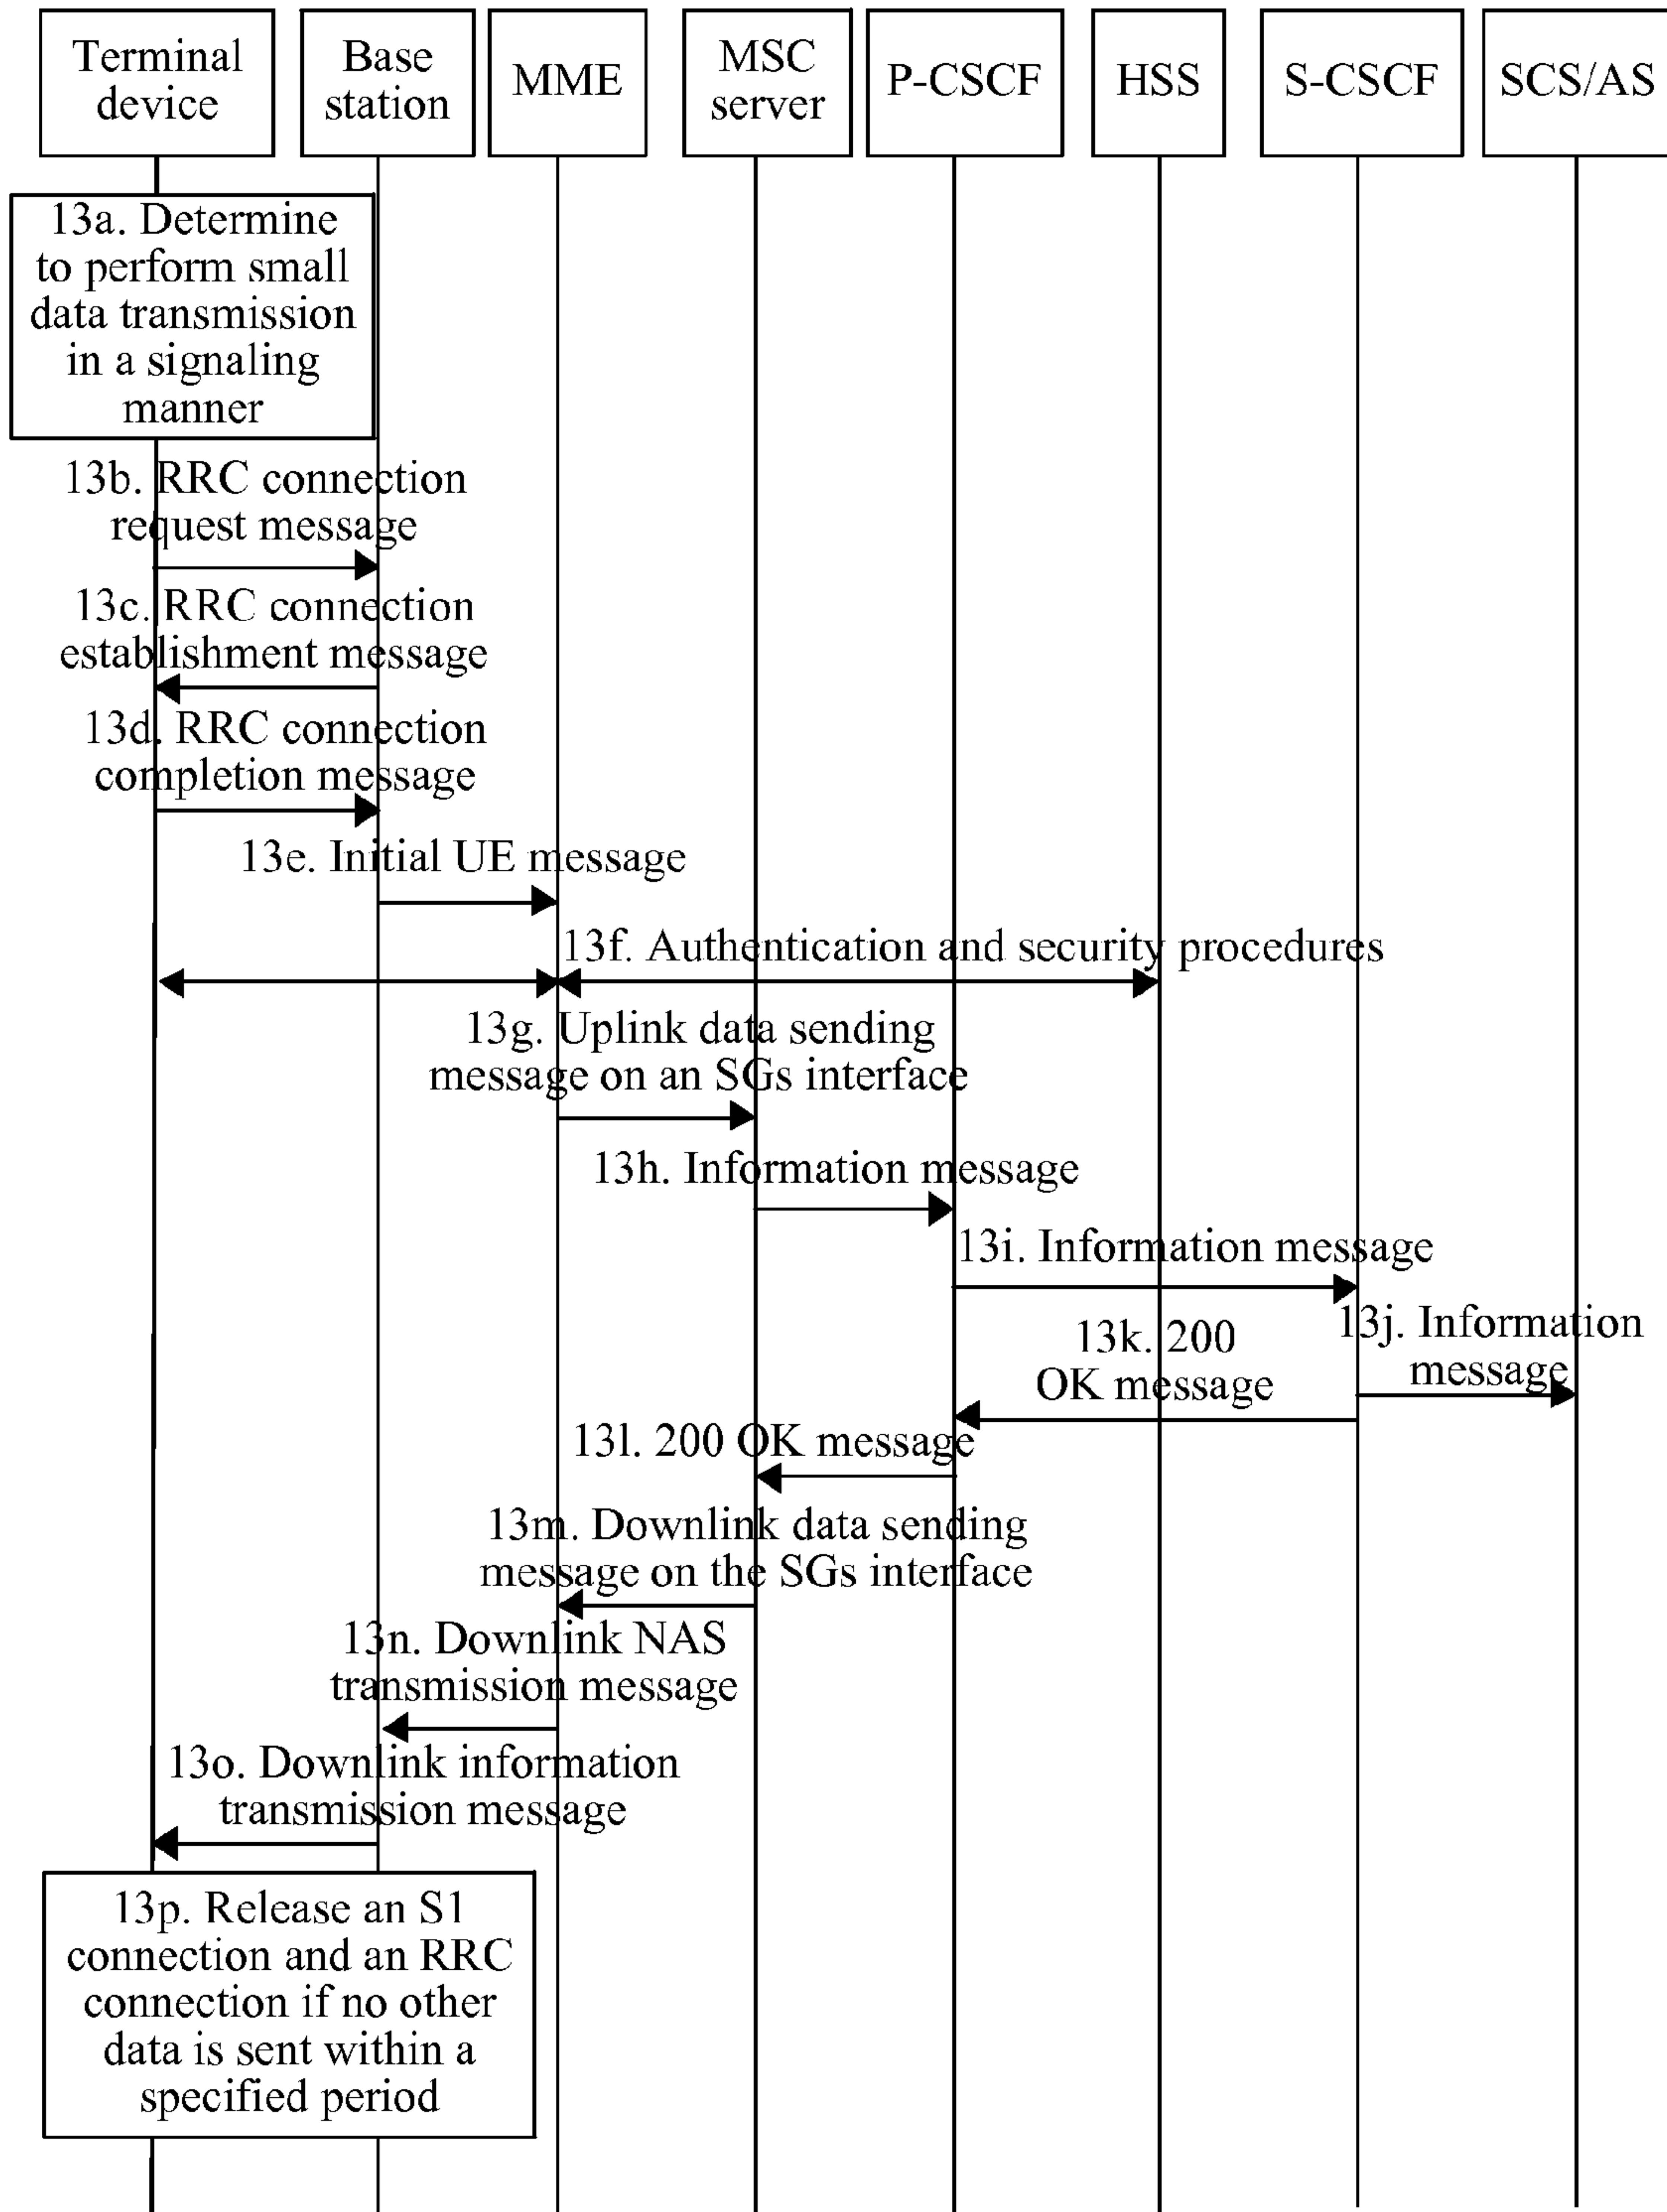 Terminal
device
Base
station
MME
MSC
server
P-CSCF
HSS
S-CSCF
SCS/AS
13a. Determine
to perform small
data transmission
in a signaling
manner
13b. RRC connection
request message
13c. RRC connection
establishment message
13d. RRC connection
completion message
13e. Initial UE message
13f. Authentication and security procedures
13g. Uplink data sending
message on an SGs interface
13h. Information message
13i. Information message
13j. Information
message
13k. 200
OK message
13l. 200 OK message
13m. Downlink data sending
message on the SGs interface
13n. Downlink NAS
transmission message
13o. Downlink information
transmission message
13p. Release an S1
connection and an RRC
connection if no other
data is sent within a
specified period